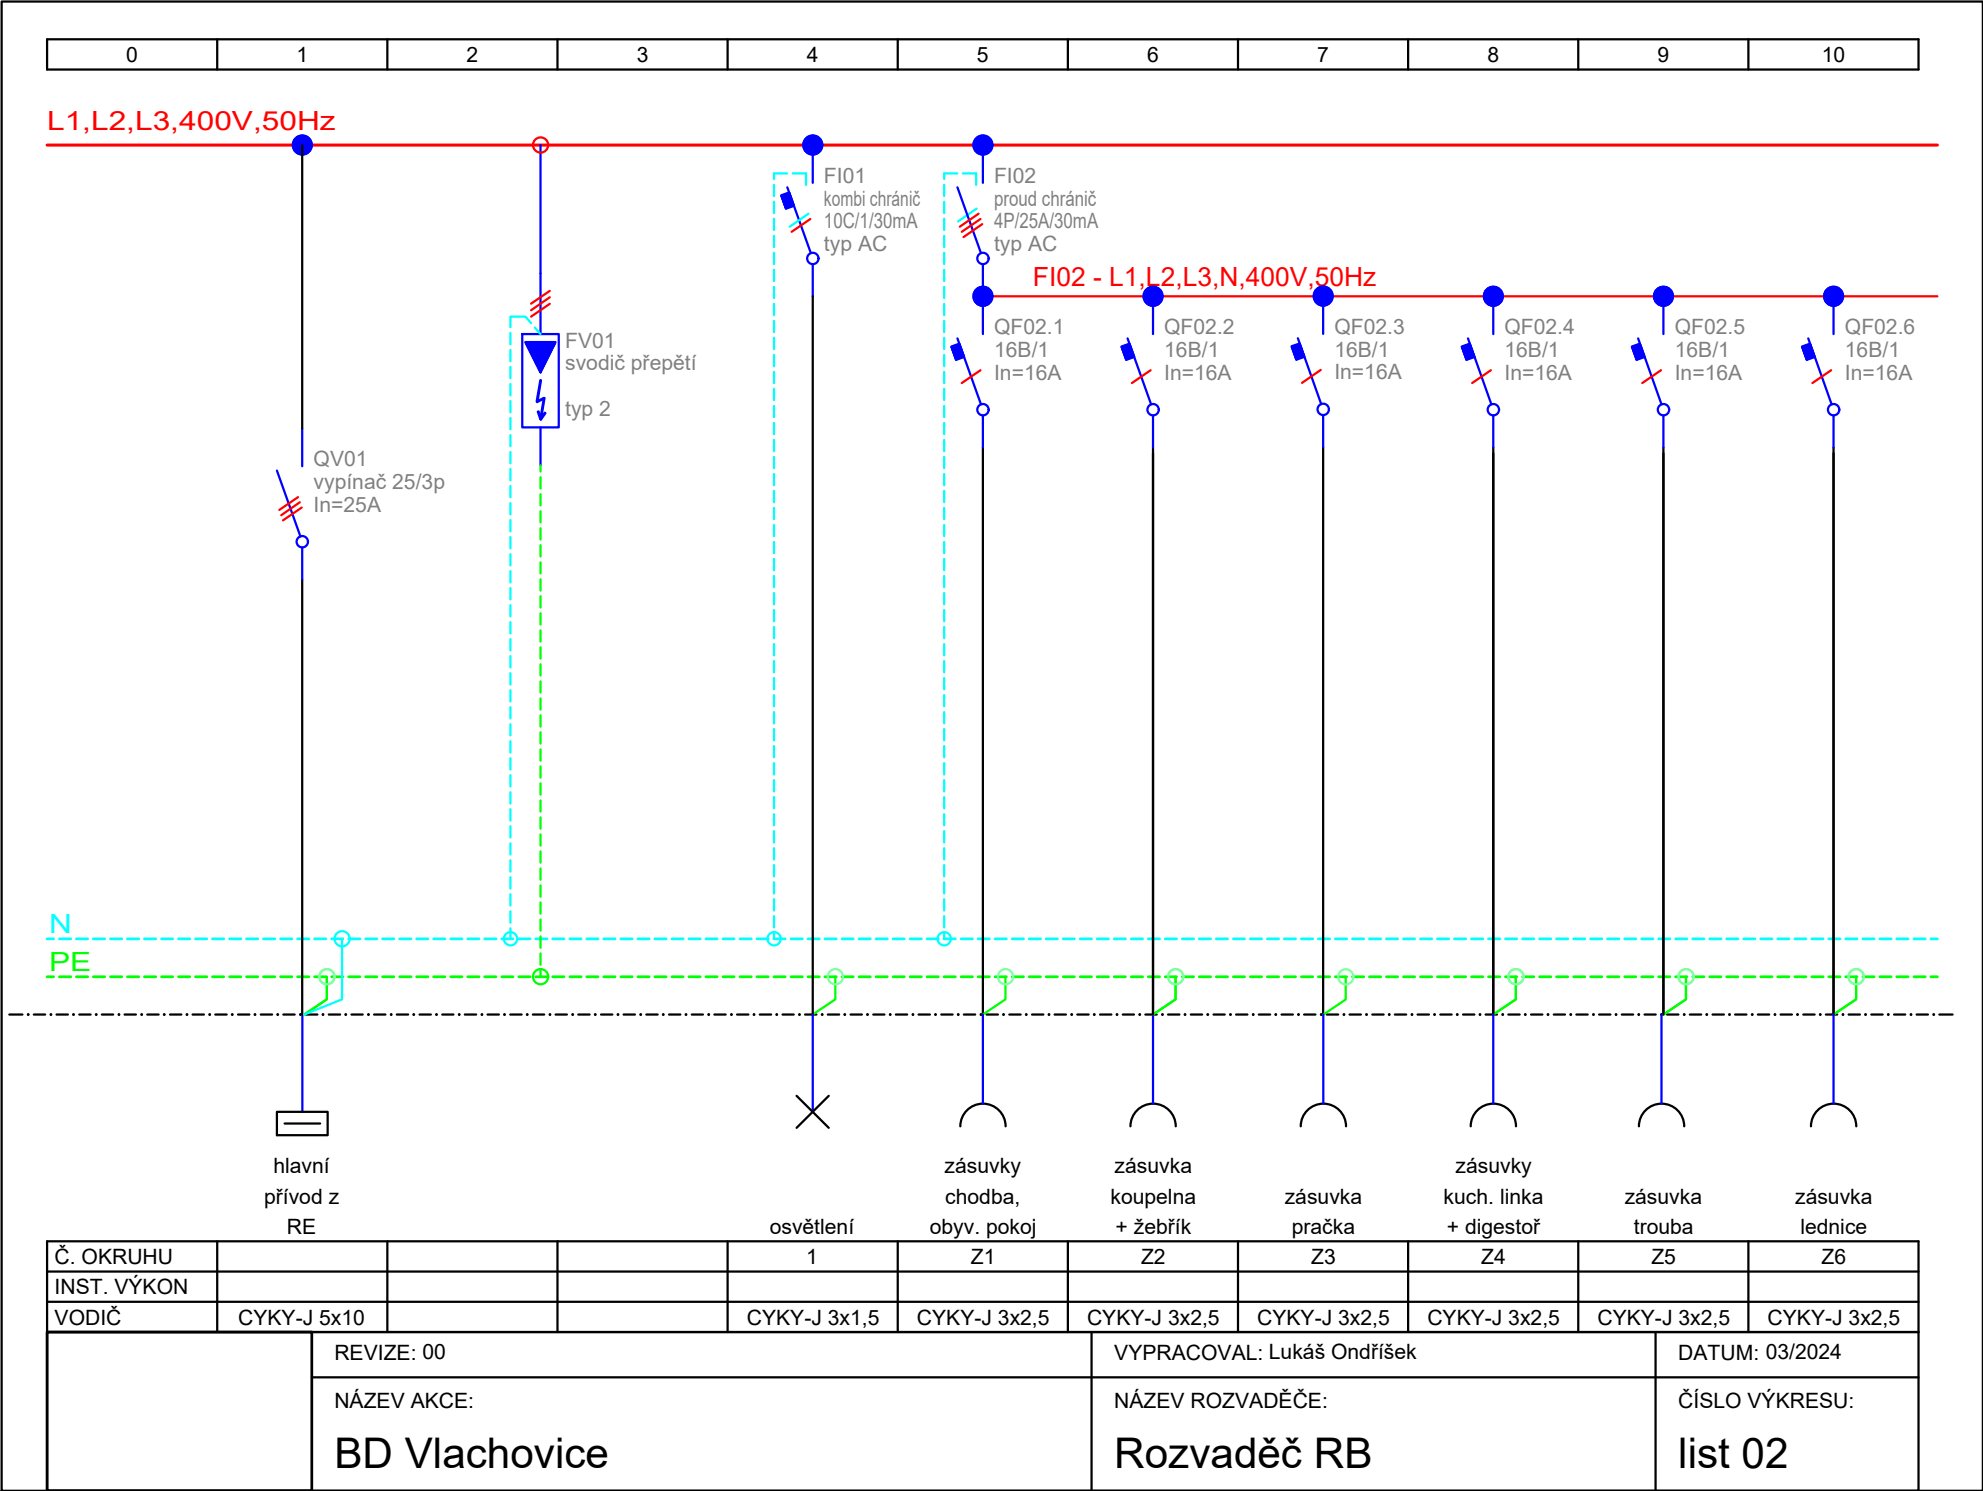 0 1 2 3 4 5 6 7 8 9 10
L1,L2,L3,400V,50Hz
FI01
kombi chránič
10C/1/30mA
typ AC
FI02
proud chránič
4P/25A/30mA
typ AC
FI02 - L1,L2,L3,N,400V,50Hz
FV01
svodič přepětí
typ 2
QF02.1
16B/1
In=16A
QF02.2
16B/1
In=16A
QF02.3
16B/1
In=16A
QF02.4
16B/1
In=16A
QF02.5
16B/1
In=16A
QF02.6
16B/1
In=16A
QV01
vypínač 25/3p
In=25A
N
PE
hlavní
přívod z
RE
osvětlení
zásuvky
chodba,
obyv. pokoj
zásuvka
koupelna
+ žebřík
zásuvka
pračka
zásuvky
kuch. linka
+ digestoř
zásuvka
trouba
zásuvka
lednice
Č. OKRUHU 1 Z1 Z2 Z3 Z4 Z5 Z6
INST. VÝKON
VODIČ CYKY-J 5x10 CYKY-J 3x1,5 CYKY-J 3x2,5 CYKY-J 3x2,5 CYKY-J 3x2,5 CYKY-J 3x2,5 CYKY-J 3x2,5 CYKY-J 3x2,5
REVIZE: 00
VYPRACOVAL: Lukáš Ondříšek
DATUM: 03/2024
NÁZEV AKCE:
BD Vlachovice
NÁZEV ROZVADĚČE:
Rozvaděč RB
ČÍSLO VÝKRESU:
list 02